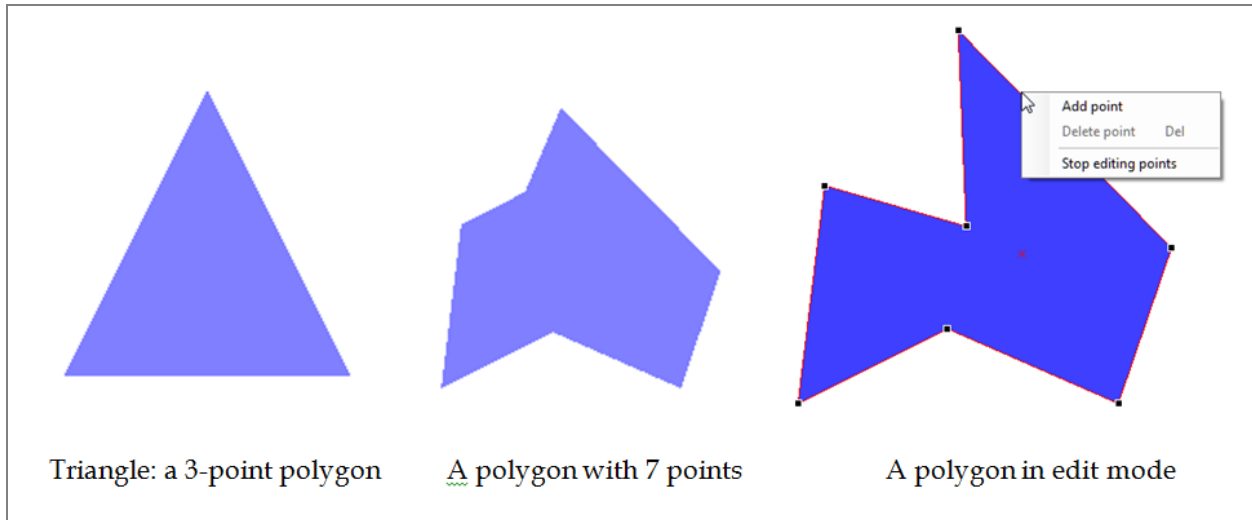 Add point
Delete point Del
Stop editing points
Triangle: a 3-point polygon
A polygon with 7 points
A polygon in edit mode